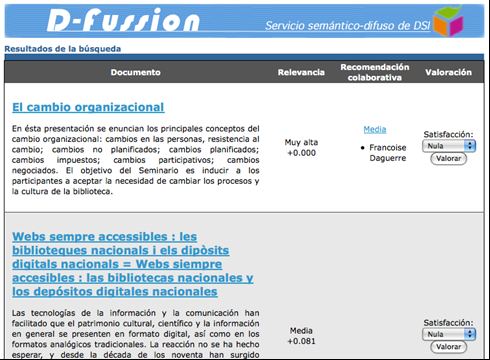 D-Fussion
Servicio semántico-difuso de DSI
Resultados de la búsqueda
Documento
Relevancia
Recomendación
colaborativa
Valoración
El cambio organizacional
En ésta presentación se enuncian los principales conceptos del
cambio organizacional: cambios en las personas, resistencia al
cambio; cambios no planificados; cambios planificados;
cambios impuestos; cambios participativos; cambios
negociados. El objetivo del Seminario es inducir a los
participantes a aceptar la necesidad de cambiar los procesos y
la cultura de la biblioteca.
Muy alta
+0.000
Media
• Francoise
Daguerre
Satisfacción:
Nula
Valorar
Webs sempre accessibles : les
biblioteques nacionals i els dipòsits
digitals nacionals = Webs siempre
accesibles : las bibliotecas nacionales y
los depósitos digitales nacionales
Las tecnologías de la información y la comunicación han
facilitado que el patrimonio cultural, científico y la información
en general se presenten en formato digital, así como en los
formatos analógicos tradicionales. La reacción no se ha hecho
esperar, y desde la década de los noventa han surgido
Media
+0.081
Satisfacción:
Nula
Valorar